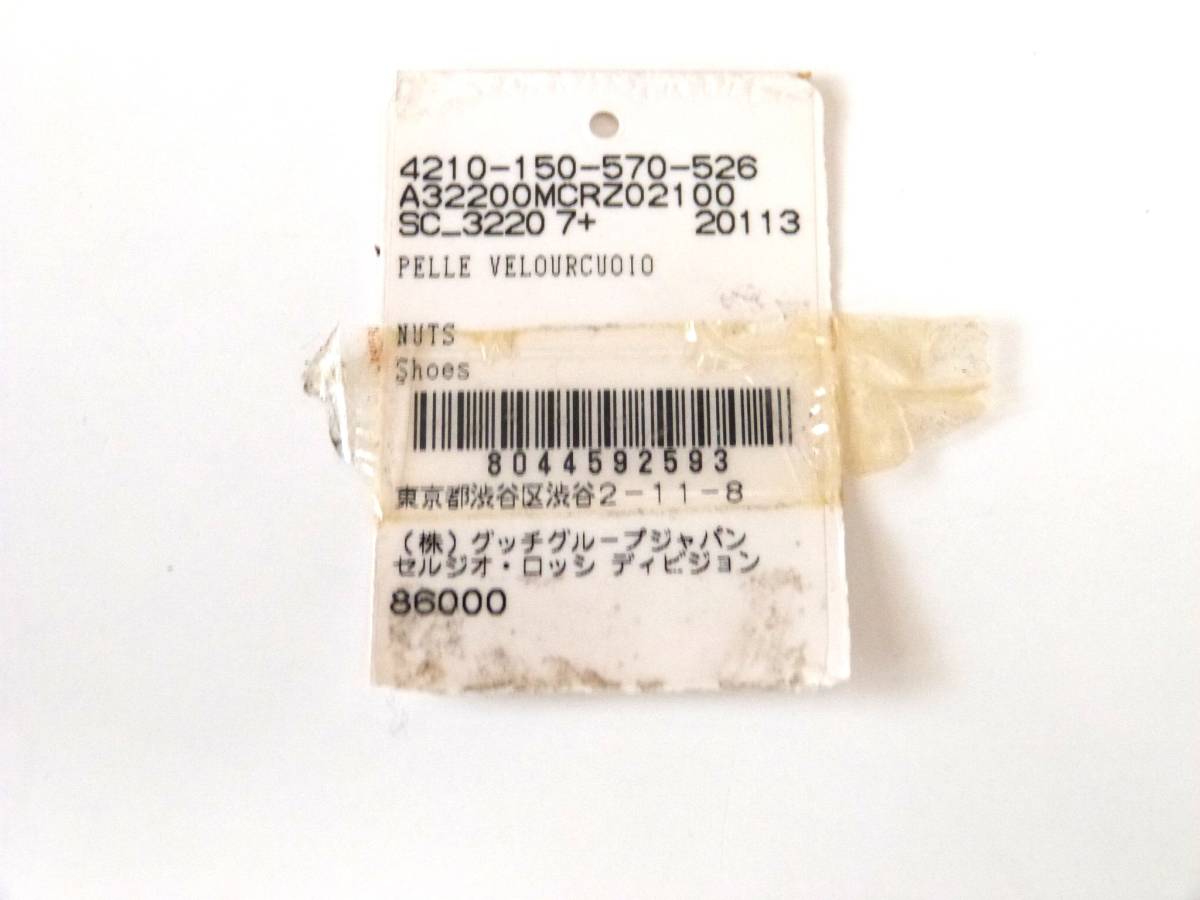 4210-150-570-526
A32200MCRZ02100
SC_3220 7+ 20113
PELLE VELOURCUOIO
NUTS
Shoes
8044592593
東京都渋谷区渋谷2-11-8
(株)グッチグループジャパン
セルジオ・ロッシ ディビジョン
86000